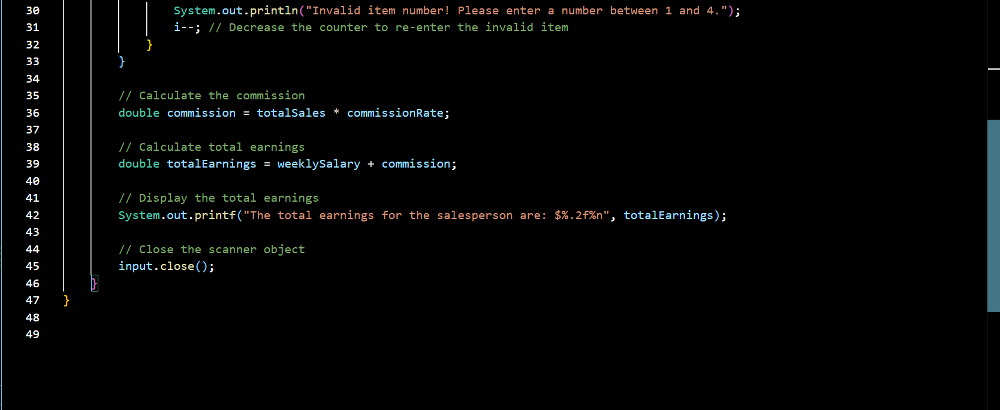 30 System.out.println("Invalid item number! Please enter a number between 1 and 4.");
31 i--; // Decrease the counter to re-enter the invalid item
32 }
33 }
34
35 // Calculate the commission
36 double commission = totalSales * commissionRate;
37
38 // Calculate total earnings
39 double totalEarnings = weeklySalary + commission;
40
41 // Display the total earnings
42 System.out.printf("The total earnings for the salesperson are: $%.2f%n", totalEarnings);
43
44 // Close the scanner object
45 input.close();
46 }
47 }
48
49